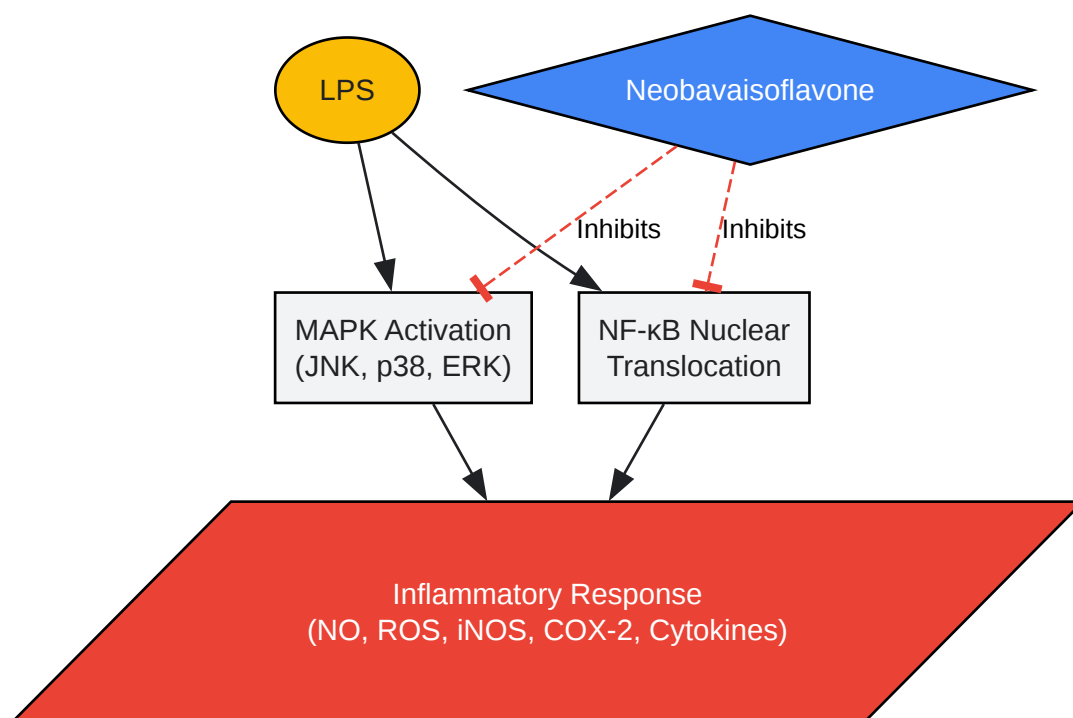 LPS
Neobavaisoflavone
Inhibits
Inhibits
MAPK Activation
(JNK, p38, ERK)
NF-κB Nuclear
Translocation
Inflammatory Response
(NO, ROS, iNOS, COX-2, Cytokines)